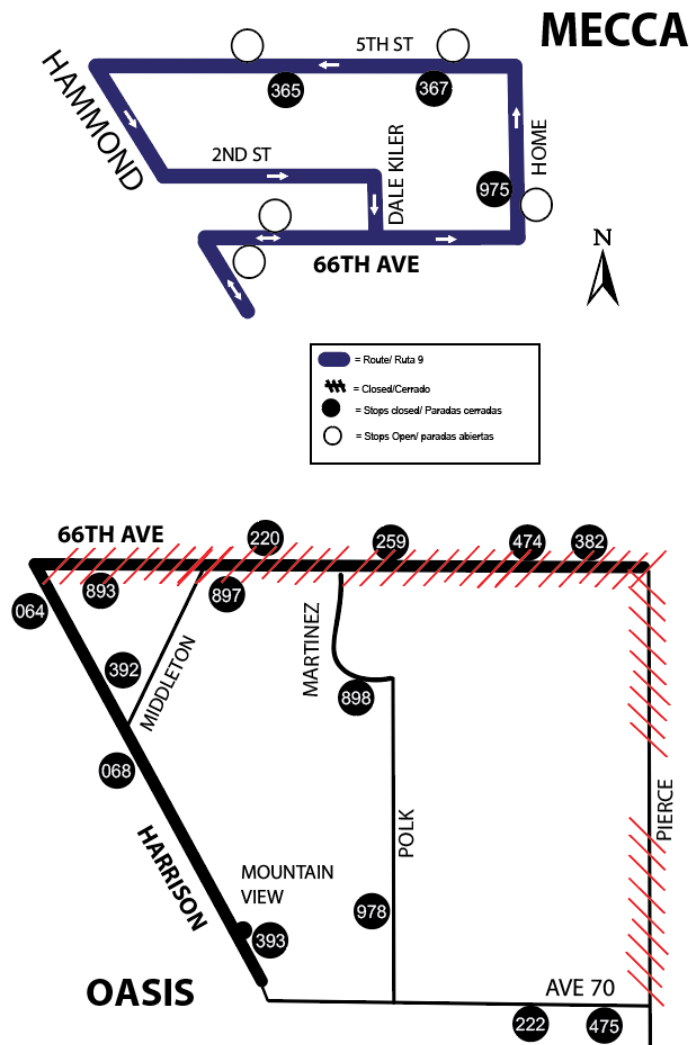 MECCA
5TH ST
HAMMOND
365
367
2ND ST
DALE KILER
HOME
975
66TH AVE
N
= Route/ Ruta 9
= Closed/Cerrado
= Stops closed/ Paradas cerradas
= Stops Open/ paradas abiertas
66TH AVE
220
259
474
382
893
897
064
MIDDLETON
392
MARTINEZ
898
068
HARRISON
POLK
PIERCE
MOUNTAIN
VIEW
978
393
OASIS
AVE 70
222
475